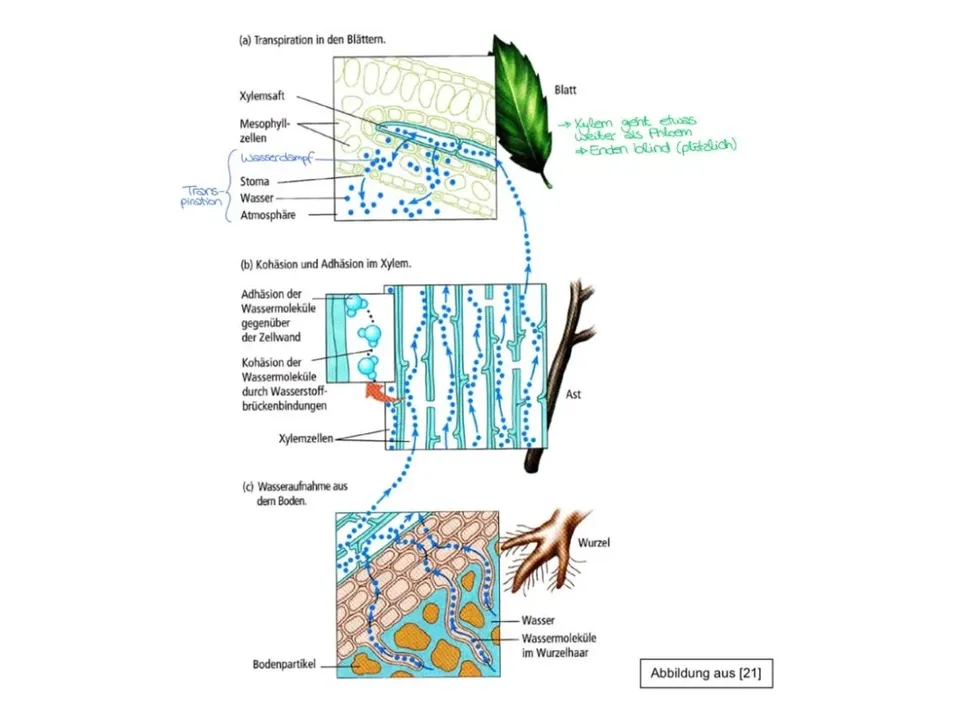 (a) Transpiration in den Blättern.
Xylemsaft
Mesophyll-
zellen
Wasserdampf
Stoma
Trans-
piration
Wasser
Atmosphäre
Blatt
→ Xylem geht etwas
weiter als Phloem
⇒ Enden blind (plötzlich)
(b) Kohäsion und Adhäsion im Xylem.
Adhäsion der
Wassermoleküle
gegenüber
der Zellwand
Kohäsion der
Wassermoleküle
durch Wasserstoff-
brückenbindungen
Xylemzellen
Ast
(c) Wasseraufnahme aus
dem Boden.
Wurzel
Wasser
Wassermoleküle
im Wurzelhaar
Bodenpartikel
Abbildung aus [21]